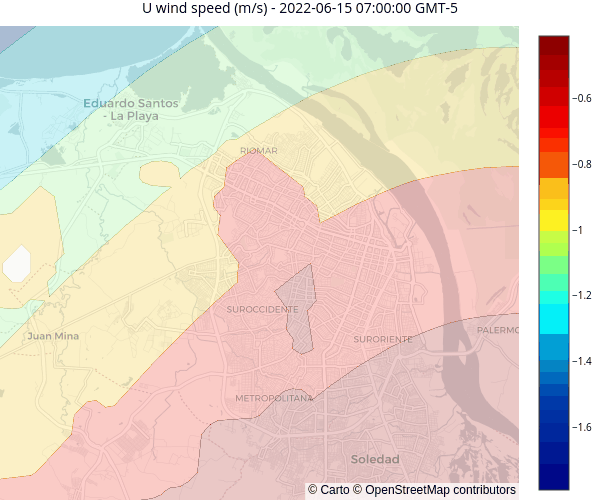 U wind speed (m/s) - 2022-06-15 07:00:00 GMT-5
Eduardo Santos
- La Playa
RIOMAR
SUROCCIDENTE
Juan Mina
SURORIENTE
PALERMO
METROPOLITANA
Soledad
© Carto © OpenStreetMap contributors
−0.6
−0.8
−1
−1.2
−1.4
−1.6